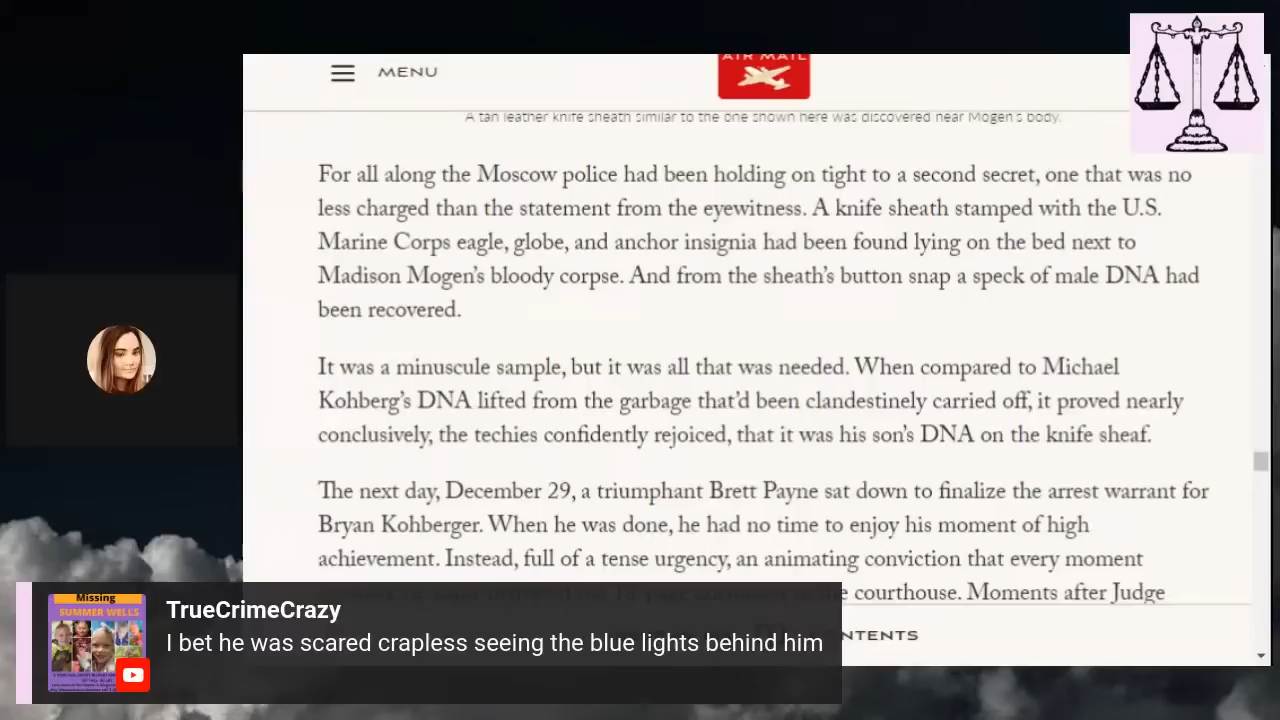 MENU
AIR MAIL
A tan leather knife sheath similar to the one shown here was discovered near Mogen's body.
For all along the Moscow police had been holding on tight to a second secret, one that was no
less charged than the statement from the eyewitness. A knife sheath stamped with the U.S.
Marine Corps eagle, globe, and anchor insignia had been found lying on the bed next to
Madison Mogen's bloody corpse. And from the sheath's button snap a speck of male DNA had
been recovered.
It was a minuscule sample, but it was all that was needed. When compared to Michael
Kohberg's DNA lifted from the garbage that'd been clandestinely carried off, it proved nearly
conclusively, the techies confidently rejoiced, that it was his son's DNA on the knife sheaf.
The next day, December 29, a triumphant Brett Payne sat down to finalize the arrest warrant for
Bryan Kohberger. When he was done, he had no time to enjoy his moment of high
achievement. Instead, full of a tense urgency, an animating conviction that every moment
courthouse. Moments after Judge
NTENTS
Missing
SUMMER WELLS
TrueCrimeCrazy
I bet he was scared crapless seeing the blue lights behind him